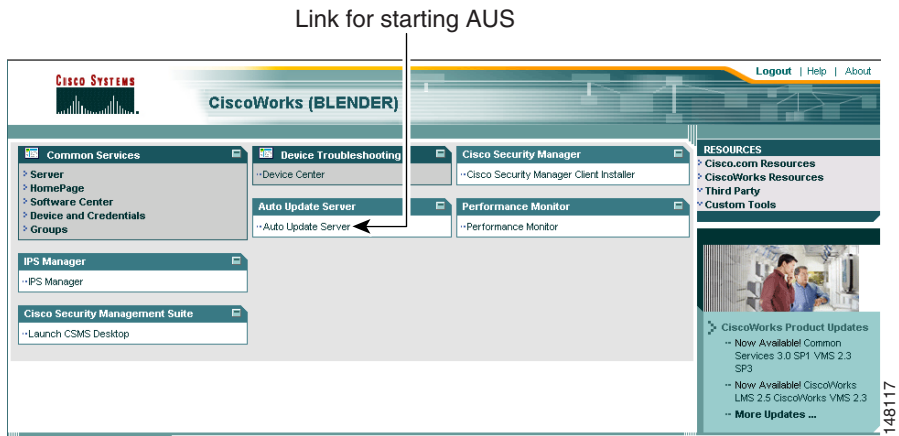 Link for starting AUS
Logout | Help | About
CISCO SYSTEMS
CiscoWorks (BLENDER)
Common Services
Server
HomePage
Software Center
Device and Credentials
Groups
Device Troubleshooting
Device Center
Cisco Security Manager
Cisco Security Manager Client Installer
Auto Update Server
Auto Update Server
Performance Monitor
Performance Monitor
IPS Manager
IPS Manager
Cisco Security Management Suite
Launch CSMS Desktop
RESOURCES
Cisco.com Resources
CiscoWorks Resources
Third Party
Custom Tools
CiscoWorks Product Updates
Now Available! Common
Services 3.0 SP1 VMS 2.3
SP3
Now Available! CiscoWorks
LMS 2.5 CiscoWorks VMS 2.3
More Updates ...
148117